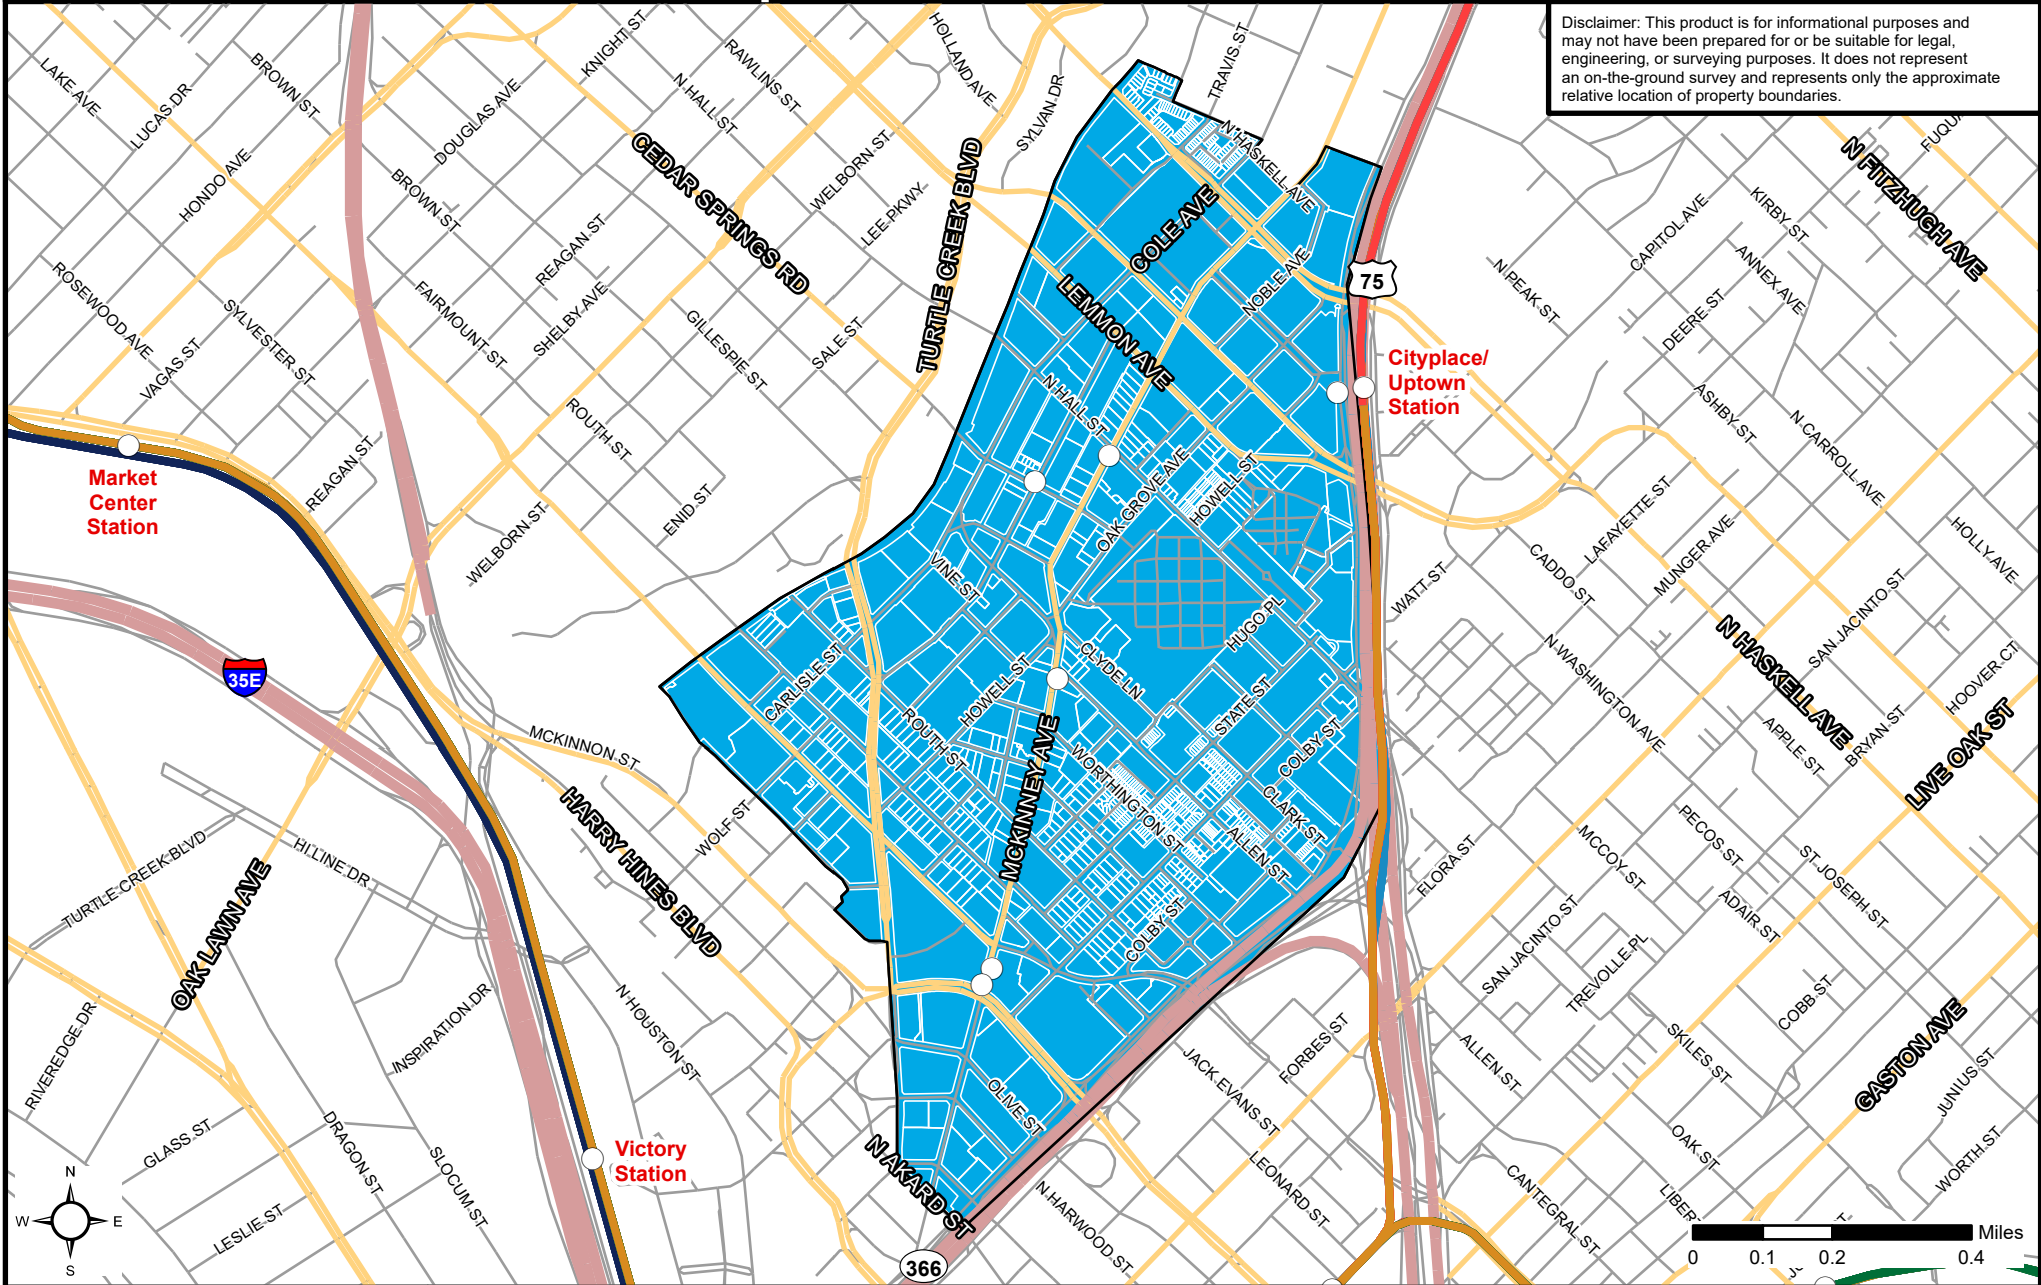 Disclaimer: This product is for informational purposes and
may not have been prepared for or be suitable for legal,
engineering, or surveying purposes. It does not represent
an on-the-ground survey and represents only the approximate
relative location of property boundaries.
LAKE AVE
LUCAS DR
BROWN ST
HONDO AVE
DOUGLAS AVE
KNIGHT ST
RAWLINS ST
N HALL ST
HOLLAND AVE
SYLVAN DR
TRAVIS ST
N HASKELL AVE
WELBORN ST
LEE PKWY
CEDAR SPRINGS RD
TURTLE CREEK BLVD
BROWN ST
REAGAN ST
ROSEWOOD AVE
SYLVESTER ST
VAGAS ST
FAIRMOUNT ST
SHELBY AVE
GILLESPIE ST
SALE ST
COLE AVE
LEMMON AVE
NOBLE AVE
75
N FITZHUGH AVE
KIRBY ST
CAPITOL AVE
ANNEX AVE
N PEAK ST
DEERE ST
Cityplace/
Uptown
Station
ASHBY ST
N CARROLL AVE
Market
Center
Station
REAGAN ST
ROUTH ST
ENID ST
WELBORN ST
N HALL ST
OAK GROVE AVE
HOWELL ST
VINE ST
HUGO PL
CLYDE LN
WATT ST
CADDO ST
LAFAYETTE ST
MUNGER AVE
HOLLY AVE
SAN JACINTO ST
N HASKELL AVE
N WASHINGTON AVE
HOOVER CT
35E
MCKINNON ST
CARLISLE ST
HOWELL ST
ROUTH ST
MCKINNEY AVE
STATE ST
COLBY ST
WORTHINGTON ST
CLARK ST
ALLEN ST
COLBY ST
APPLE ST
BRYAN ST
LIVE OAK ST
HARRY HINES BLVD
WOLF ST
TURTLE CREEK BLVD
HI LINE DR
OAK LAWN AVE
FLORA ST
PECOS ST
MCCOY ST
ST JOSEPH ST
ADAIR ST
SAN JACINTO ST
TREVOLLE PL
COBB ST
RIVEREDGE DR
INSPIRATION DR
N HOUSTON ST
FORBES ST
JACK EVANS ST
ALLEN ST
SKILES ST
GASTON AVE
JUNIUS ST
OLIVE ST
GLASS ST
DRAGON ST
SLOCUM ST
Victory
Station
N AKARD ST
LEONARD ST
OAK ST
WORTH ST
LESLIE ST
N HARWOOD ST
CANTEGRAL ST
366
N
W E
S
Miles
0 0.1 0.2 0.4